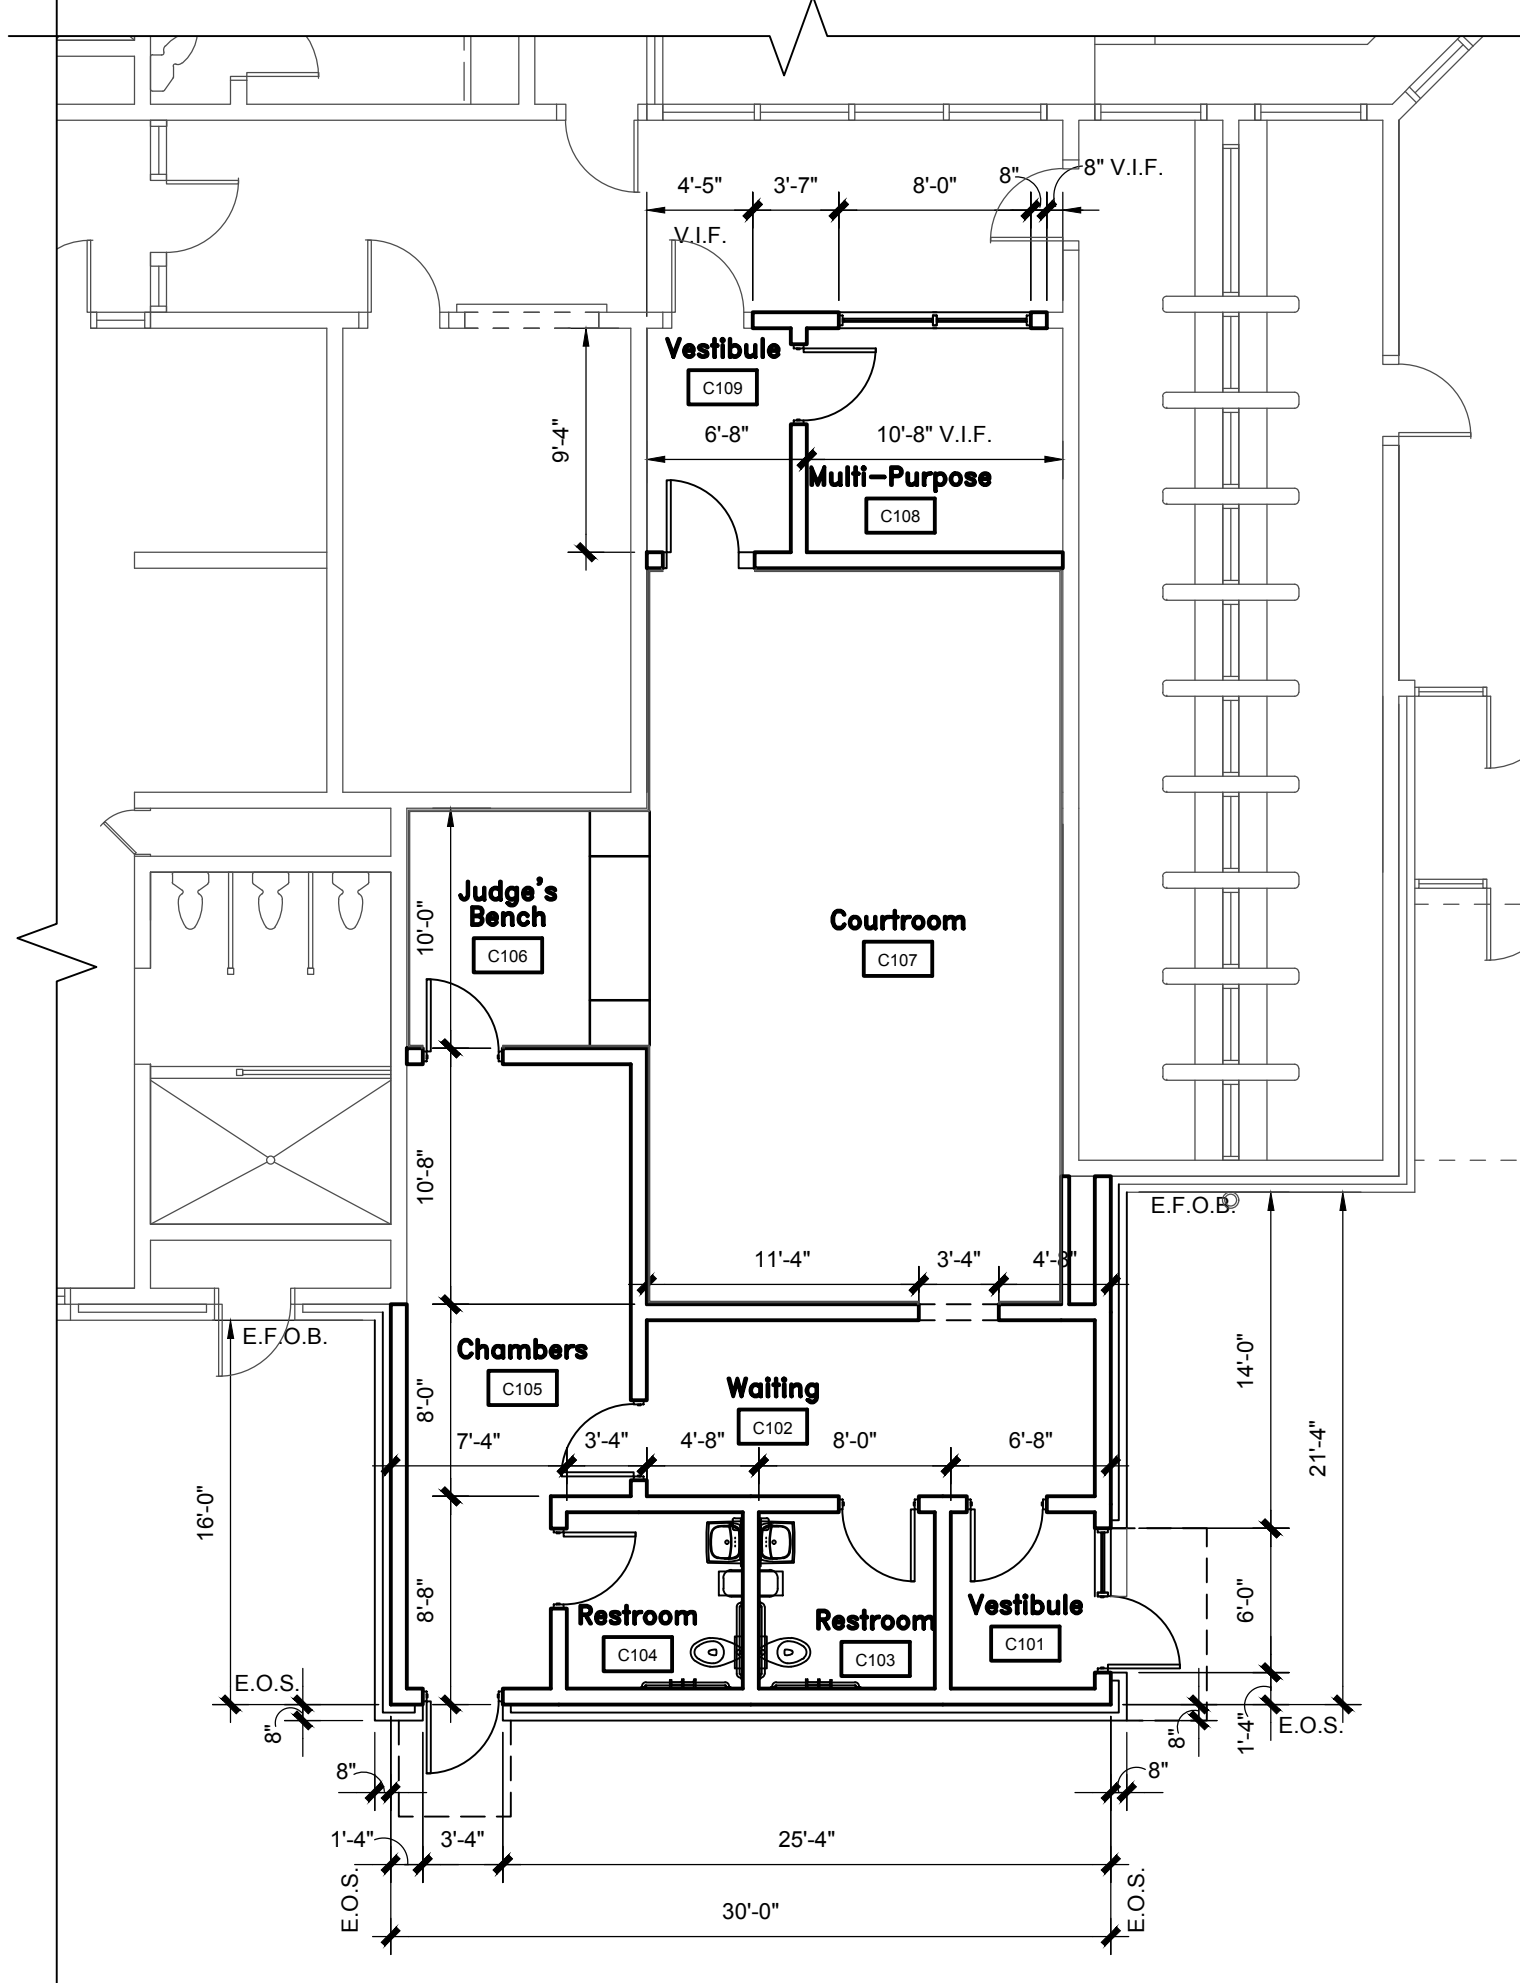 4'-5"
3'-7"
8'-0"
8"
8" V.I.F.
V.I.F.
Vestibule
C109
9'-4"
6'-8"
10'-8" V.I.F.
Multi-Purpose
C108
Judge's
Bench
C106
10'-0"
Courtroom
C107
10'-8"
E.F.O.B.
11'-4"
3'-4"
4'-8"
E.F.O.B.
Chambers
C105
14'-0"
21'-4"
8'-0"
Waiting
C102
7'-4"
3'-4"
4'-8"
8'-0"
6'-8"
16'-0"
8'-8"
Restroom
C104
Restroom
C103
Vestibule
C101
6'-0"
E.O.S.
8"
8"
1'-4"
E.O.S.
8"
8"
1'-4"
3'-4"
25'-4"
E.O.S.
E.O.S.
30'-0"